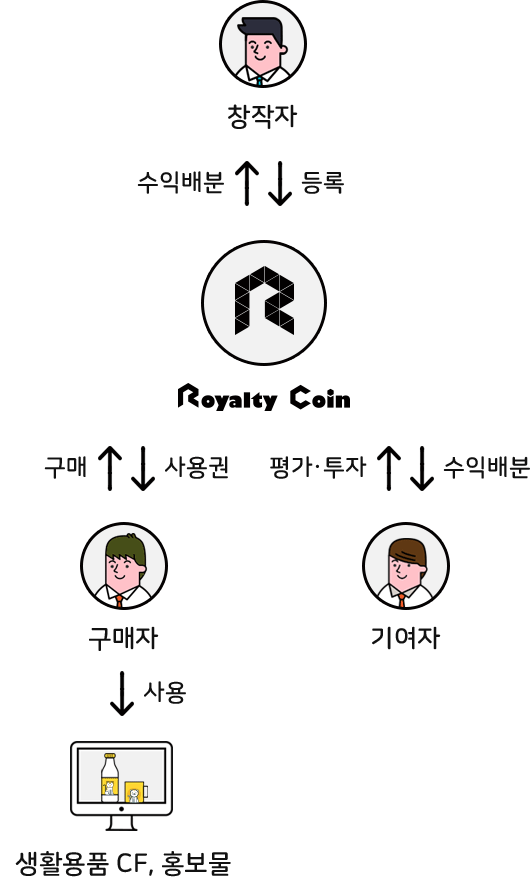 창작자
수익배분 등록
Royalty Coin
구매 사용권 평가·투자 수익배분
구매자 기여자
사용
생활용품 CF, 홍보물